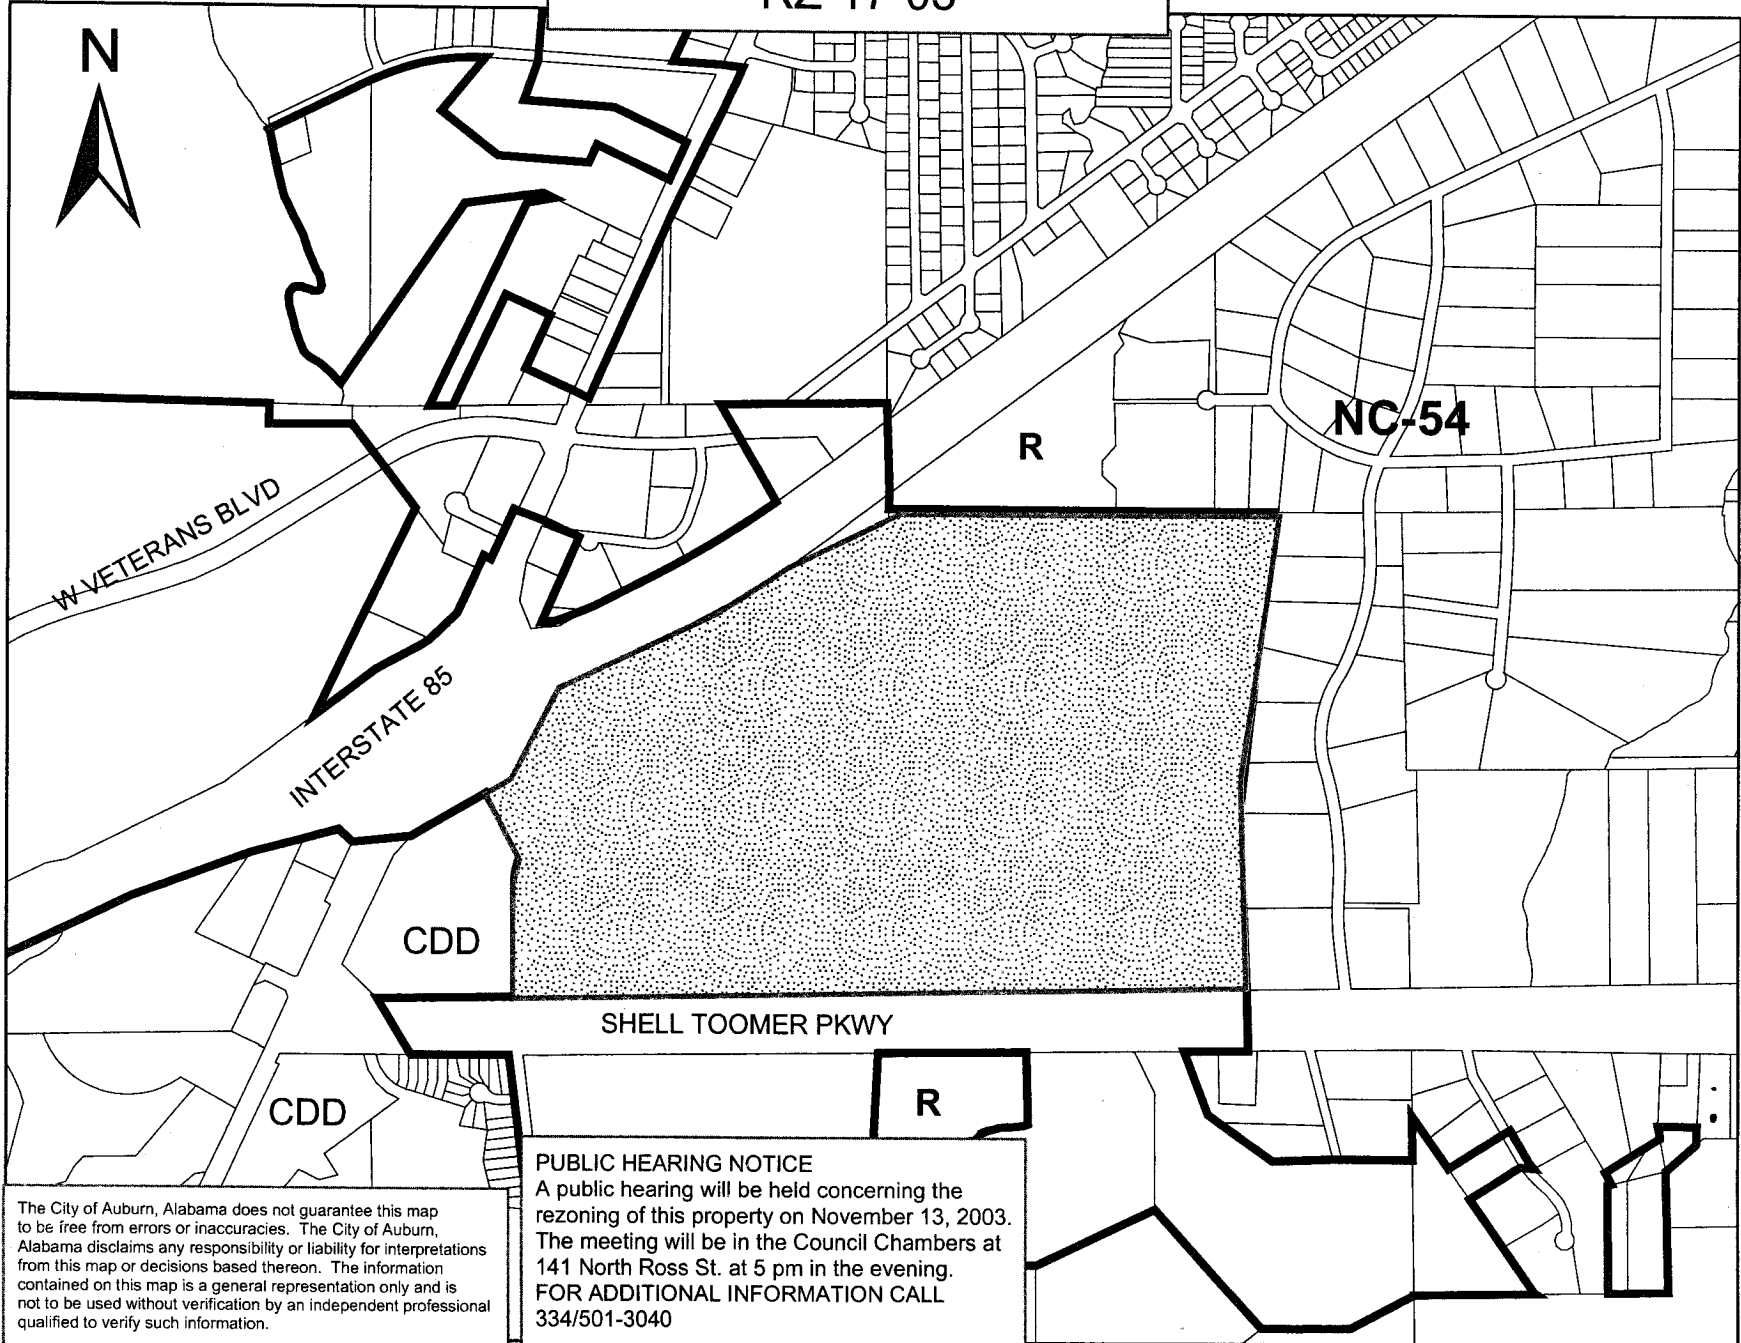 N
R
NC-54
W VETERANS BLVD
INTERSTATE 85
CDD
SHELL TOOMER PKWY
CDD
R
PUBLIC HEARING NOTICE
A public hearing will be held concerning the
rezoning of this property on November 13, 2003.
The meeting will be in the Council Chambers at
141 North Ross St. at 5 pm in the evening.
FOR ADDITIONAL INFORMATION CALL
334/501-3040
The City of Auburn, Alabama does not guarantee this map
to be free from errors or inaccuracies. The City of Auburn,
Alabama disclaims any responsibility or liability for interpretations
from this map or decisions based thereon. The information
contained on this map is a general representation only and is
not to be used without verification by an independent professional
qualified to verify such information.